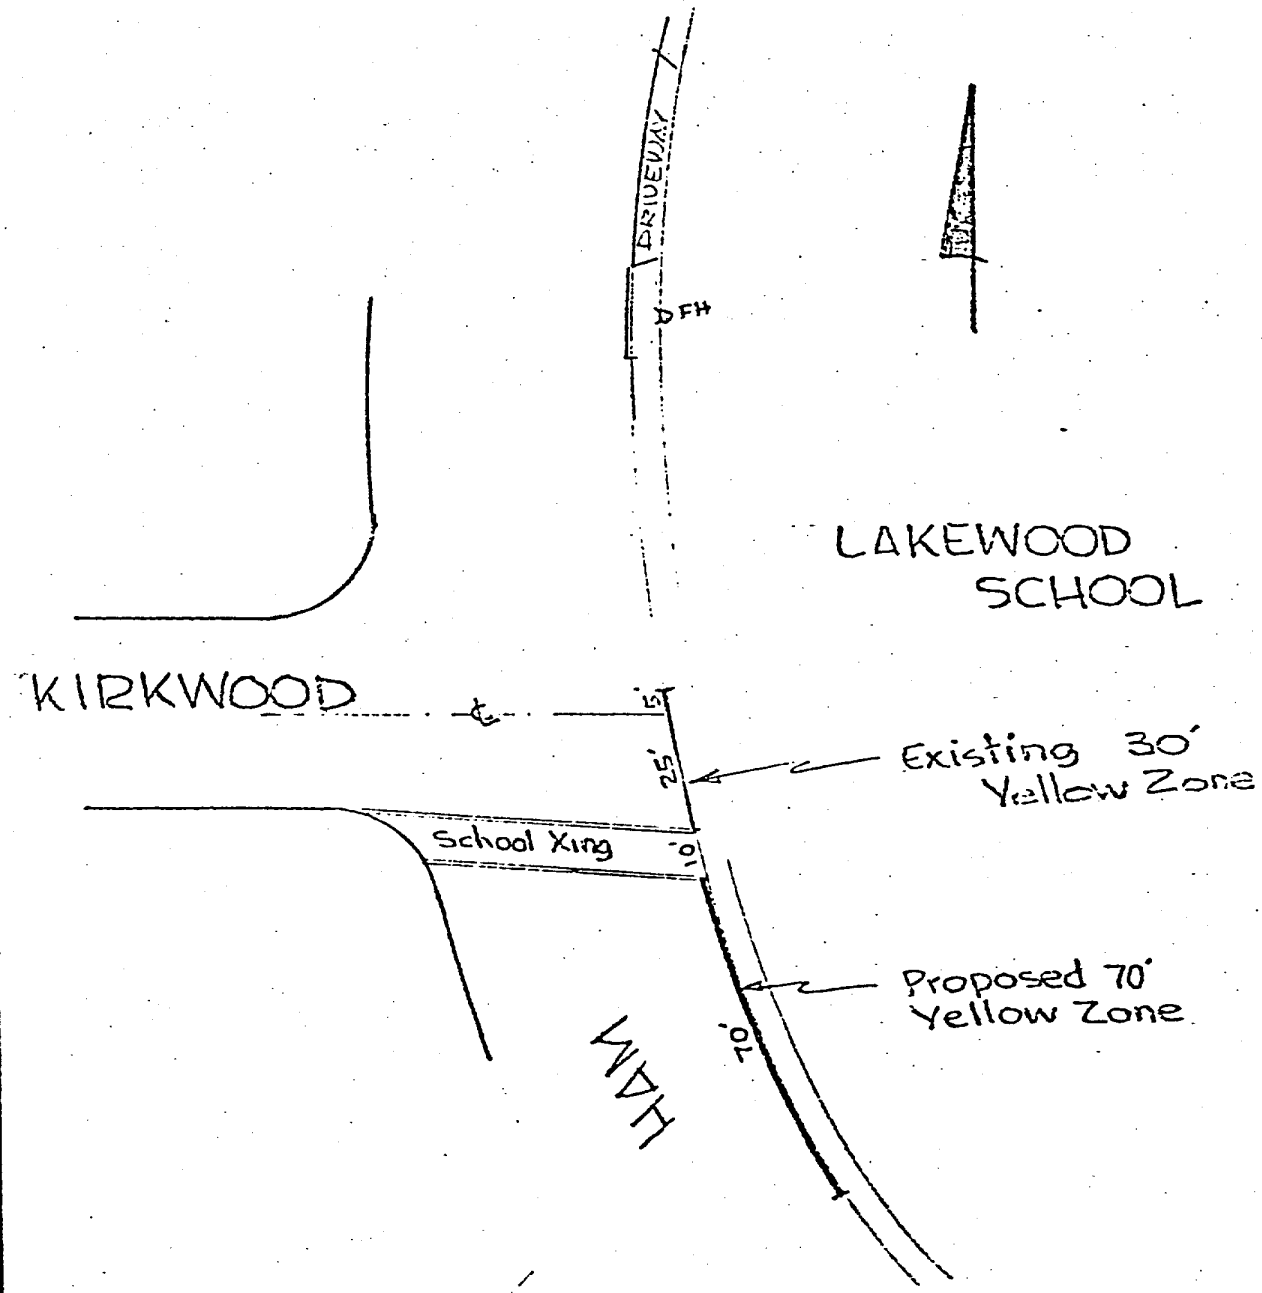 DRIVEWAY
FH
LAKEWOOD
SCHOOL
KIRKWOOD
℄
5'
25'
Existing 30'
Yellow Zone
School Xing
10'
Proposed 70'
Yellow Zone
70'
HAM